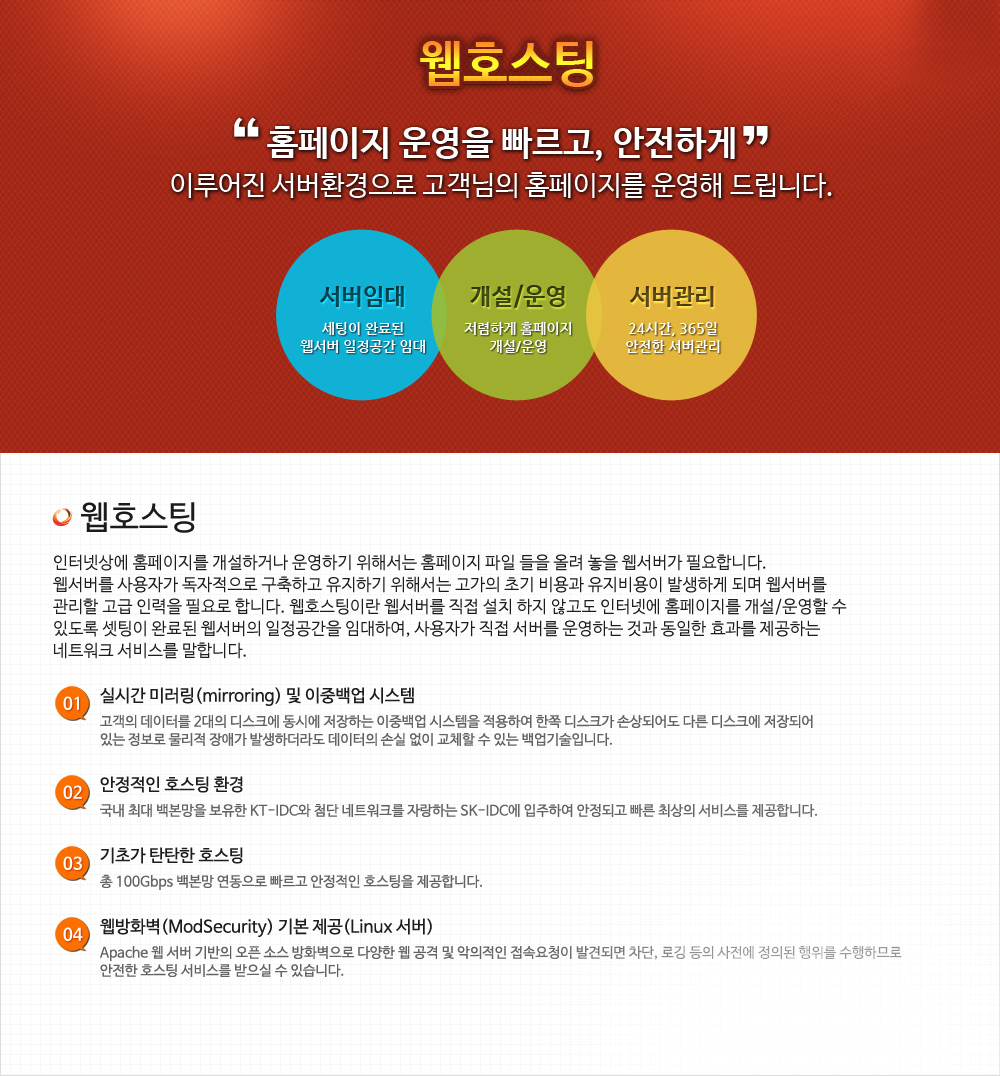 웹호스팅
❝ 홈페이지 운영을 빠르고, 안전하게 ❞
이루어진 서버환경으로 고객님의 홈페이지를 운영해 드립니다.
서버임대
세팅이 완료된
웹서버 일정공간 임대
개설/운영
저렴하게 홈페이지
개설/운영
서버관리
24시간, 365일
안전한 서버관리
웹호스팅
인터넷상에 홈페이지를 개설하거나 운영하기 위해서는 홈페이지 파일 들을 올려 놓을 웹서버가 필요합니다.
웹서버를 사용자가 독자적으로 구축하고 유지하기 위해서는 고가의 초기 비용과 유지비용이 발생하게 되며 웹서버를
관리할 고급 인력을 필요로 합니다. 웹호스팅이란 웹서버를 직접 설치 하지 않고도 인터넷에 홈페이지를 개설/운영할 수
있도록 셋팅이 완료된 웹서버의 일정공간을 임대하여, 사용자가 직접 서버를 운영하는 것과 동일한 효과를 제공하는
네트워크 서비스를 말합니다.
01 실시간 미러링(mirroring) 및 이중백업 시스템
고객의 데이터를 2대의 디스크에 동시에 저장하는 이중백업 시스템을 적용하여 한쪽 디스크가 손상되어도 다른 디스크에 저장되어
있는 정보로 물리적 장애가 발생하더라도 데이터의 손실 없이 교체할 수 있는 백업기술입니다.
02 안정적인 호스팅 환경
국내 최대 백본망을 보유한 KT-IDC와 첨단 네트워크를 자랑하는 SK-IDC에 입주하여 안정되고 빠른 최상의 서비스를 제공합니다.
03 기초가 탄탄한 호스팅
총 100Gbps 백본망 연동으로 빠르고 안정적인 호스팅을 제공합니다.
04 웹방화벽(ModSecurity) 기본 제공(Linux 서버)
Apache 웹 서버 기반의 오픈 소스 방화벽으로 다양한 웹 공격 및 악의적인 접속요청이 발견되면 차단, 로깅 등의 사전에 정의된 행위를 수행하므로
안전한 호스팅 서비스를 받으실 수 있습니다.